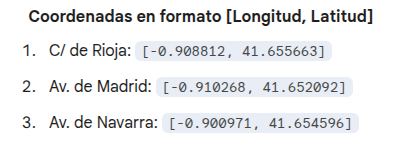 Coordenadas en formato [Longitud, Latitud]
1. C/ de Rioja: [-0.908812, 41.655663]
2. Av. de Madrid: [-0.910268, 41.652092]
3. Av. de Navarra: [-0.900971, 41.654596]